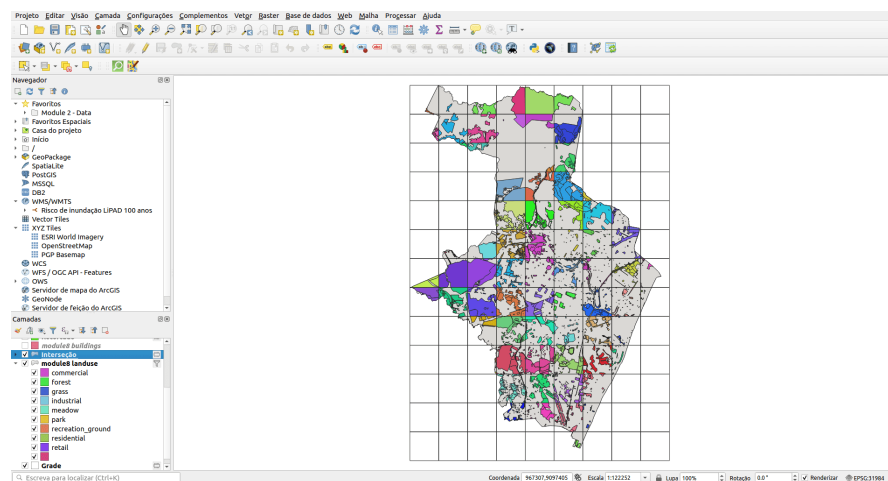 Projeto Editar Visão Camada Configurações Complementos Vetor Raster Base de dados Web Malha Processar Ajuda
Navegador
Favoritos
Module 2 - Data
Favoritos Espaciais
Casa do projeto
Início
/
GeoPackage
SpatiaLite
PostGIS
MSSQL
DB2
WMS/WMTS
Risco de inundação LiPAD 100 anos
Vector Tiles
XYZ Tiles
ESRI World Imagery
OpenStreetMap
PGP Basemap
WCS
WFS / OGC API - Features
OWS
Servidor de mapa do ArcGIS
GeoNode
Servidor de feição do ArcGIS
Camadas
module8 buildings
Interseção
module8 landuse
commercial
forest
grass
industrial
meadow
park
recreation_ground
residential
retail
Grade
Escreva para localizar (Ctrl+K)
Coordenada 967307,9097405 Escala 1:122252 Lupa 100% Rotação 0.0° Renderizar EPSG:31984